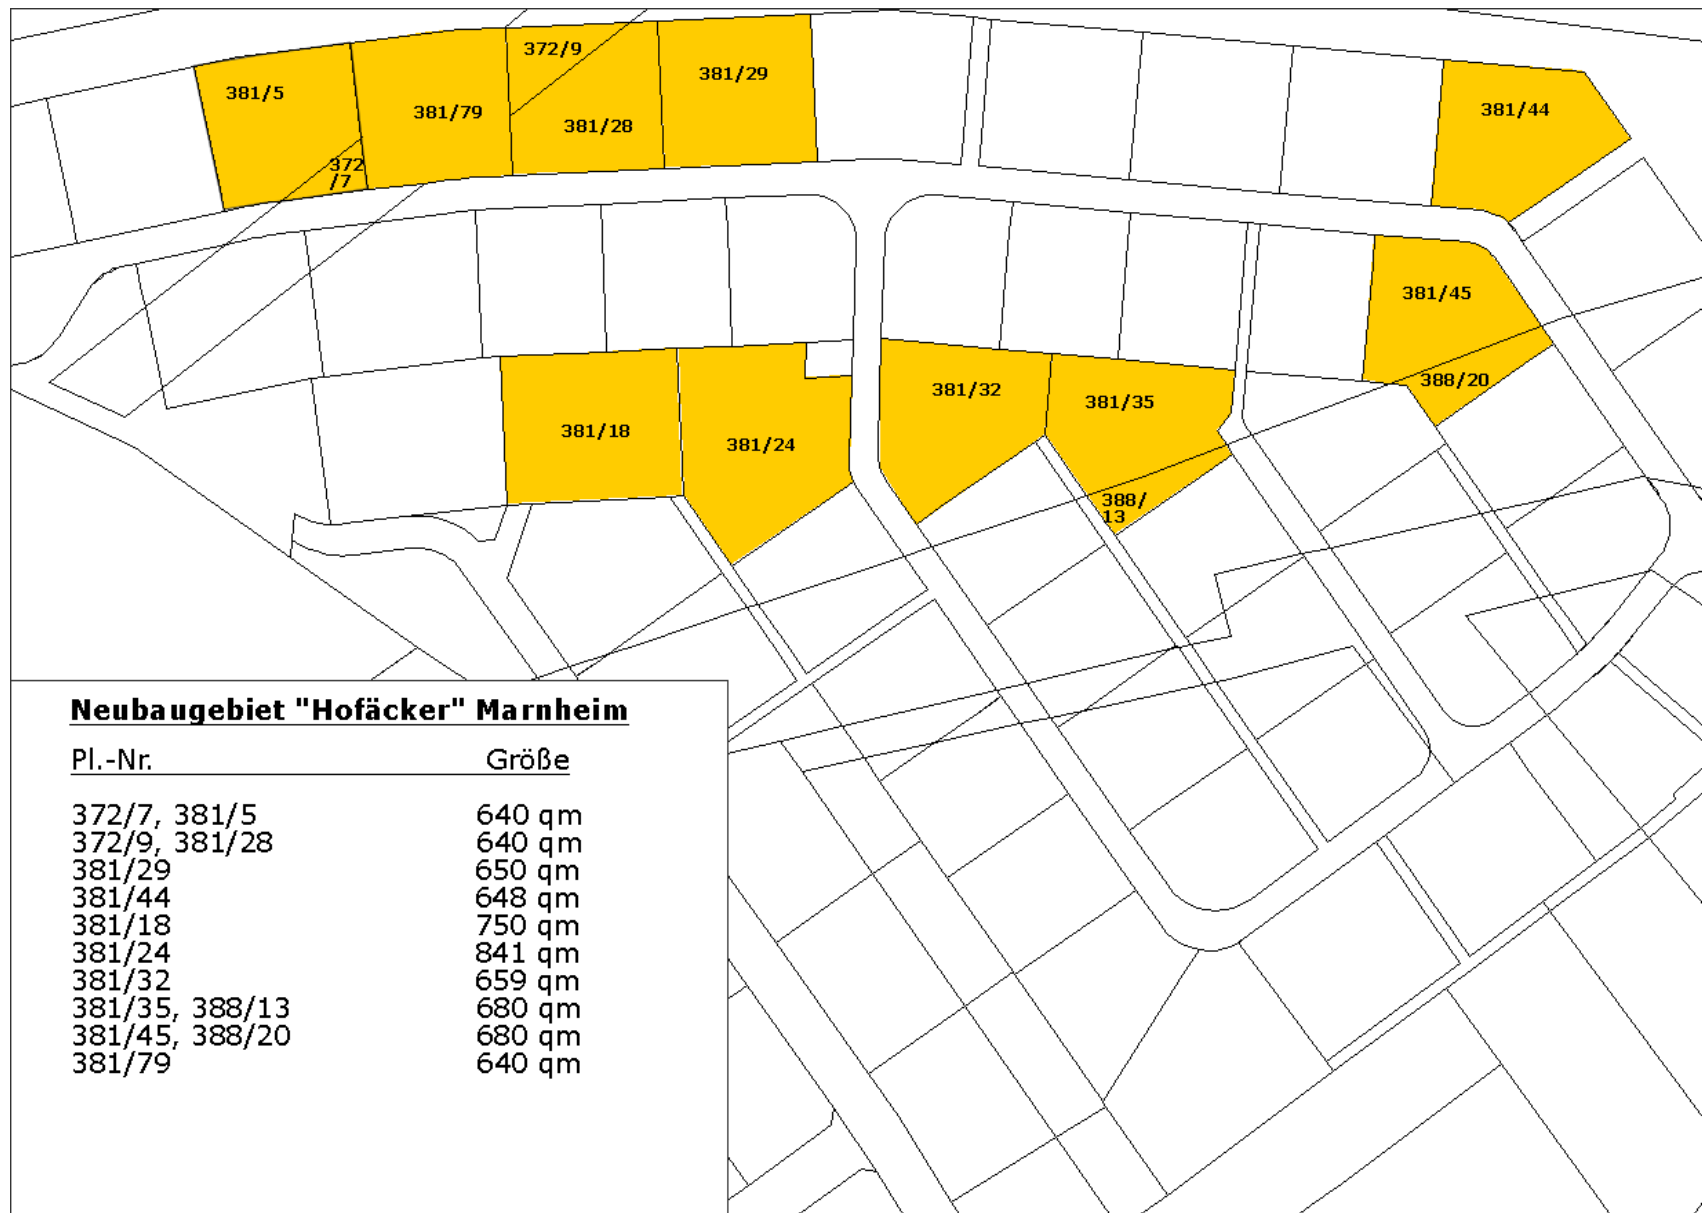 372/9
381/29
381/5
381/79
381/44
381/28
372
/7
381/45
388/20
381/32
381/35
381/18
381/24
388/
13
Neubaugebiet "Hofäcker" Marnheim
Pl.-Nr. Größe
372/7, 381/5 640 qm
372/9, 381/28 640 qm
381/29 650 qm
381/44 648 qm
381/18 750 qm
381/24 841 qm
381/32 659 qm
381/35, 388/13 680 qm
381/45, 388/20 680 qm
381/79 640 qm